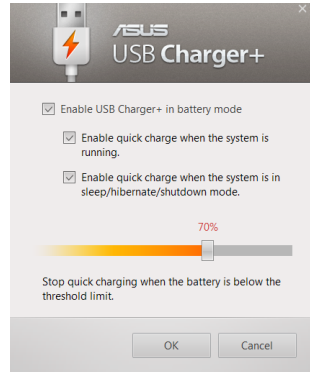 ASUS
USB Charger+
Enable USB Charger+ in battery mode
Enable quick charge when the system is
running.
Enable quick charge when the system is in
sleep/hibernate/shutdown mode.
70%
Stop quick charging when the battery is below the
threshold limit.
OK
Cancel